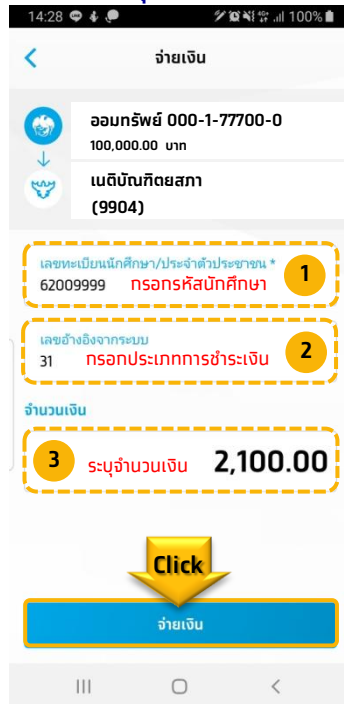 14:28 100%
จ่ายเงิน
ออมทรัพย์ 000-1-77700-0
100,000.00 บาท
เนติบัณฑิตยสภา
(9904)
เลขทะเบียนนักศึกษา/ประจำตัวประชาชน *
62009999 กรอกรหัสนักศึกษา
1
เลขอ้างอิงจากระบบ
31 กรอกประเภทการชำระเงิน
2
จำนวนเงิน
3 ระบุจำนวนเงิน 2,100.00
Click
จ่ายเงิน